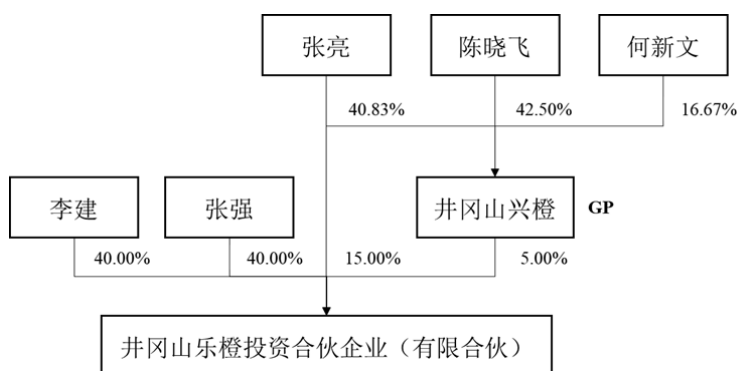 张亮
陈晓飞
何新文
40.83%
42.50%
16.67%
李建
张强
井冈山兴橙
GP
40.00%
40.00%
15.00%
5.00%
井冈山乐橙投资合伙企业（有限合伙）